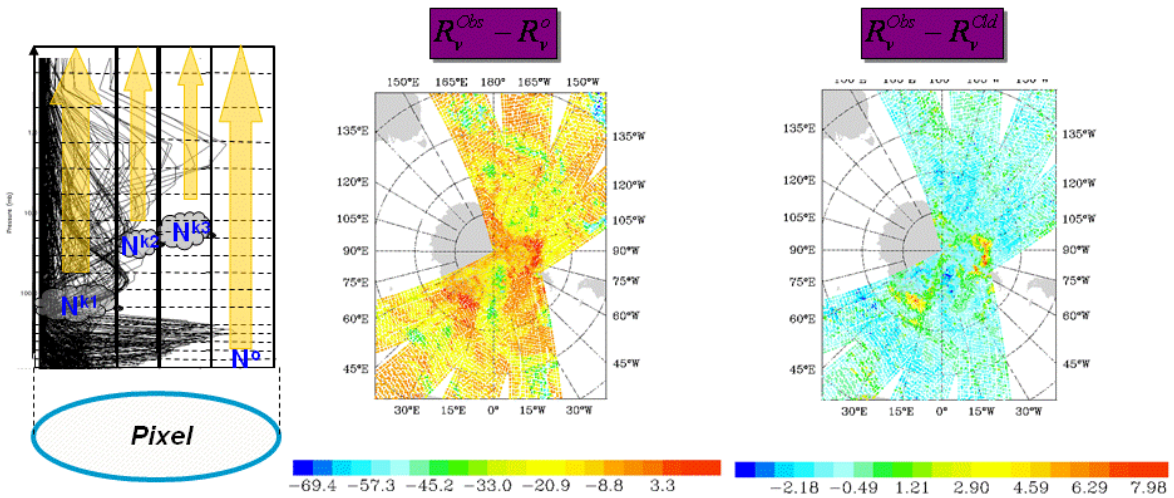 R_ν^Obs − R_ν^o
R_ν^Obs − R_ν^Cld
Pressure (mb)
100
N^k1
N^k2
N^k3
N^o
Pixel
150°E 165°E 180° 165°W 150°W
135°E
120°E
105°E
90°E
75°E
60°E
45°E
135°W
120°W
105°W
90°W
75°W
60°W
45°W
30°E 15°E 0° 15°W 30°W
−69.4 −57.3 −45.2 −33.0 −20.9 −8.8 3.3
135°E
120°E
105°E
90°E
75°E
60°E
45°E
135°W
120°W
105°W
90°W
75°W
60°W
45°W
30°E 15°E 0° 15°W 30°W
−2.18 −0.49 1.21 2.90 4.59 6.29 7.98